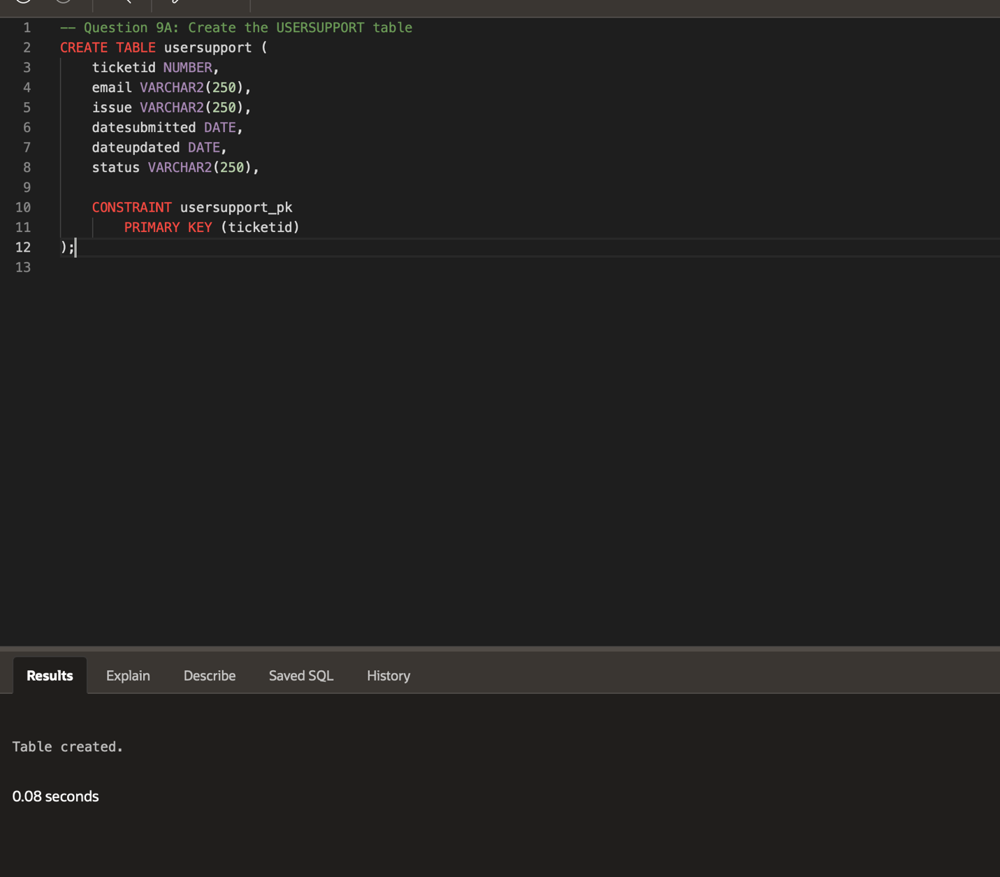 1 -- Question 9A: Create the USERSUPPORT table
2 CREATE TABLE usersupport (
3 ticketid NUMBER,
4 email VARCHAR2(250),
5 issue VARCHAR2(250),
6 datesubmitted DATE,
7 dateupdated DATE,
8 status VARCHAR2(250),
9
10 CONSTRAINT usersupport_pk
11 PRIMARY KEY (ticketid)
12 );
13
Results Explain Describe Saved SQL History
Table created.
0.08 seconds